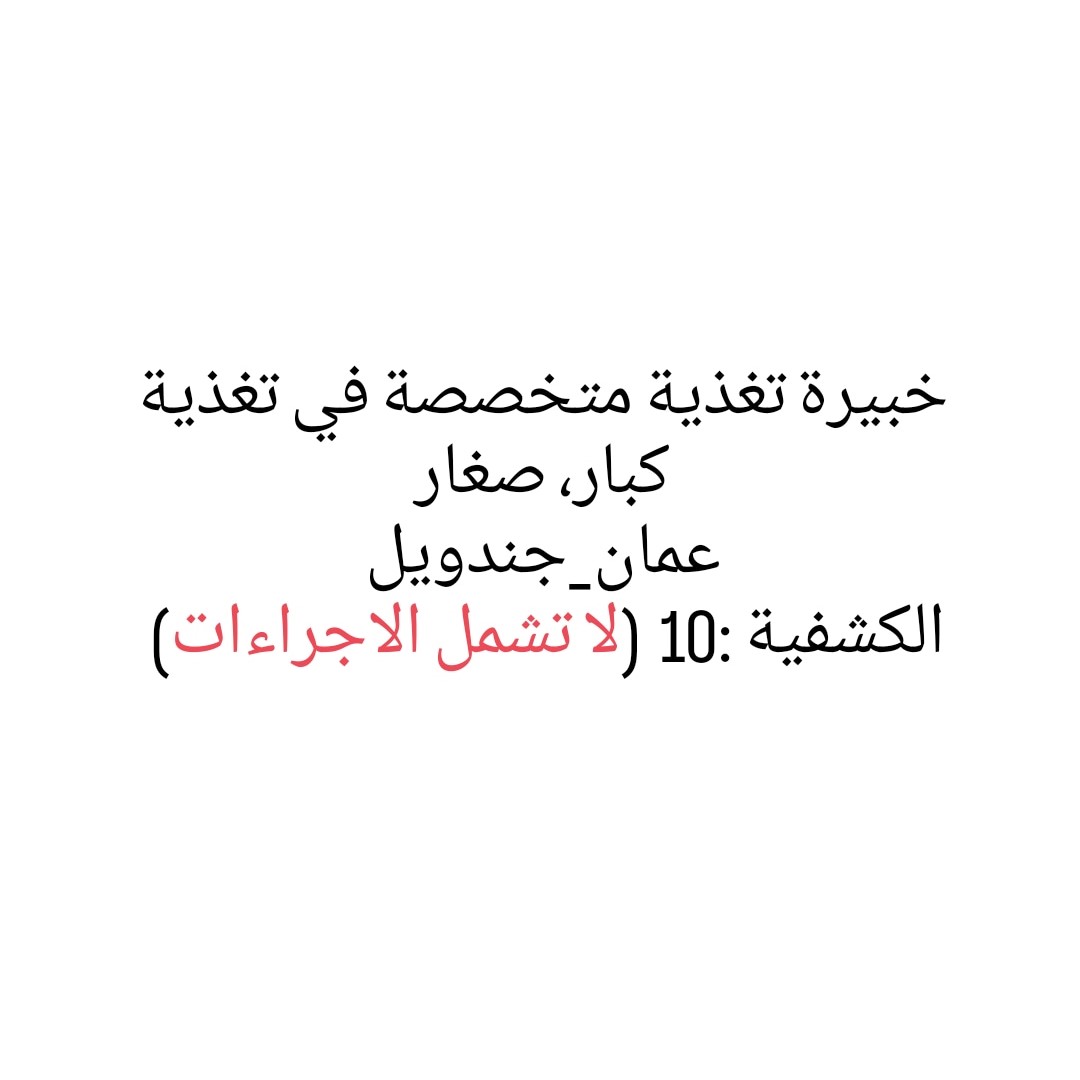 خبيرة تغذية متخصصة في تغذية
كبار، صغار
عمان_جندويل
الكشفية :10 (لا تشمل الاجراءات)